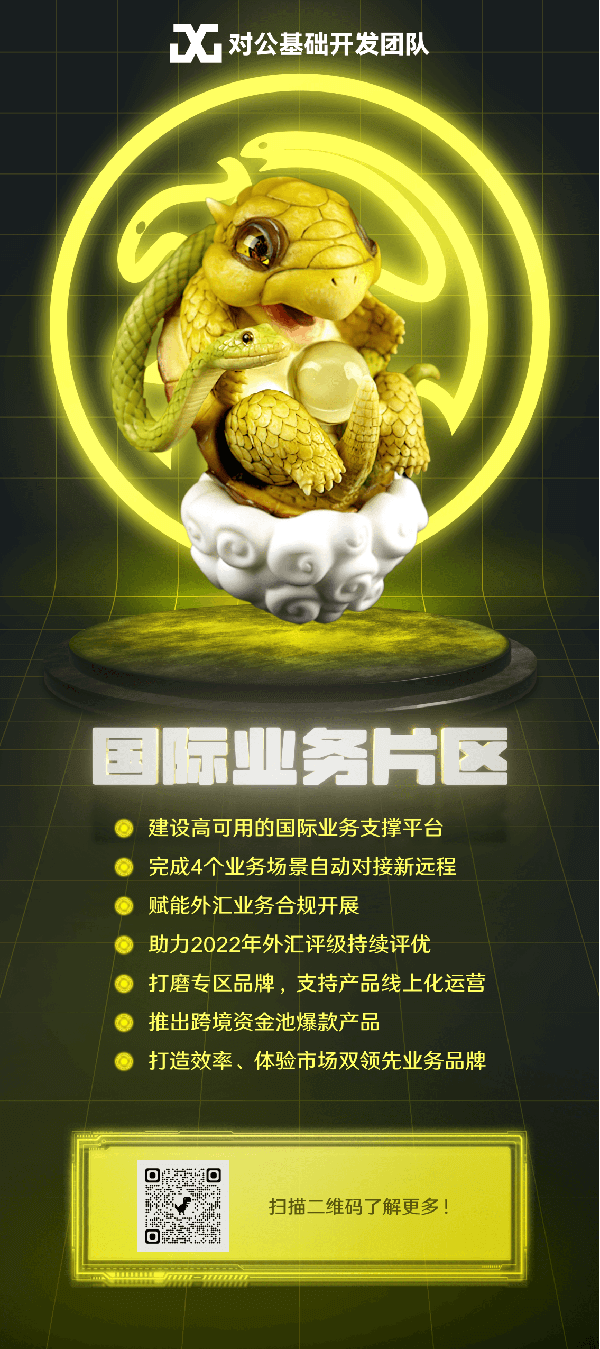 对公基础开发团队
国际业务片区
建设高可用的国际业务支撑平台
完成4个业务场景自动对接新远程
赋能外汇业务合规开展
助力2022年外汇评级持续评优
打磨专区品牌，支持产品线上化运营
推出跨境资金池爆款产品
打造效率、体验市场双领先业务品牌
扫描二维码了解更多！